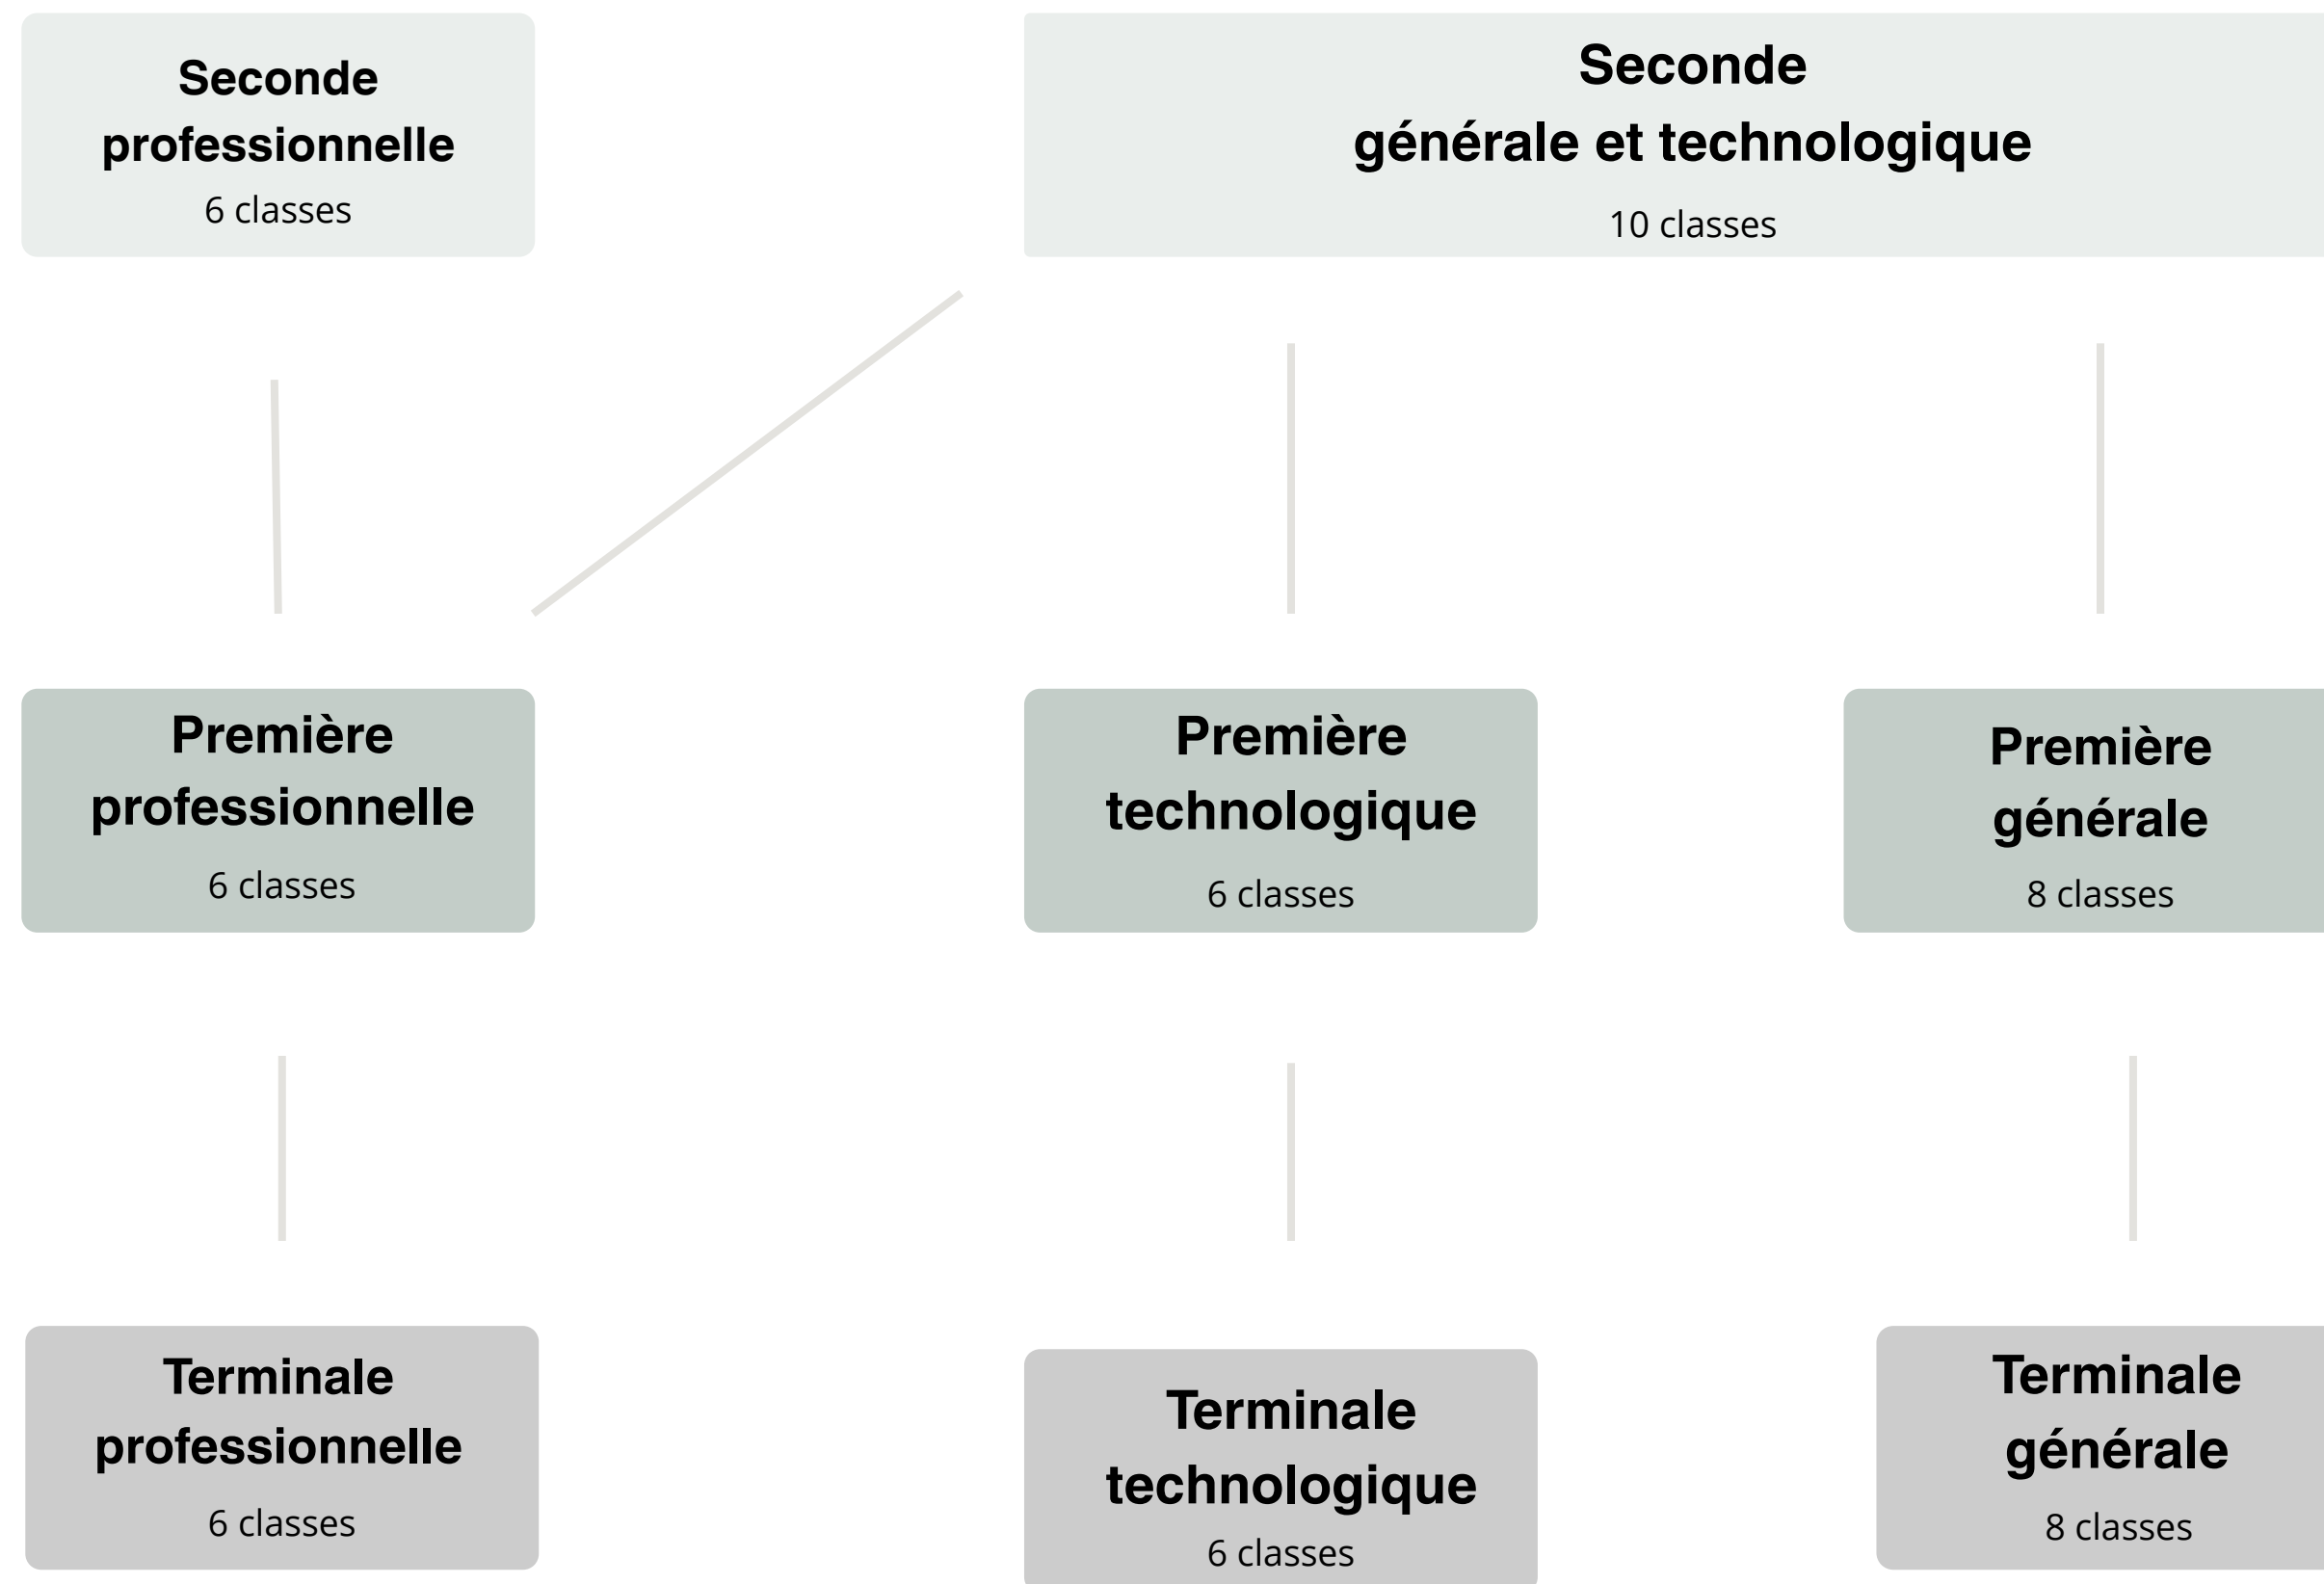 Seconde
professionnelle
6 classes
Seconde
générale et technologique
10 classes
Première
professionnelle
6 classes
Première
technologique
6 classes
Première
générale
8 classes
Terminale
professionnelle
6 classes
Terminale
technologique
6 classes
Terminale
générale
8 classes